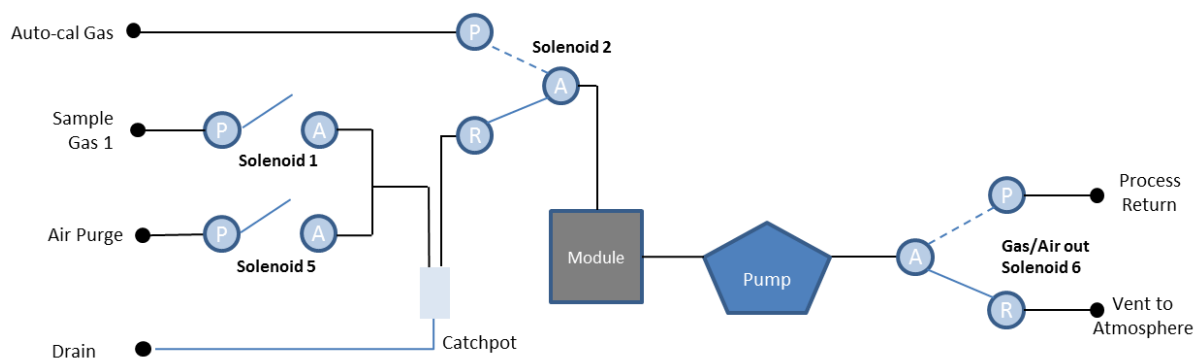 Auto-cal Gas
P
Solenoid 2
A
Sample
Gas 1
P
A
R
Solenoid 1
Process
Return
P
Air Purge
P
A
Solenoid 5
Module
Pump
A
Gas/Air out
Solenoid 6
R
Vent to
Atmosphere
Drain
Catchpot